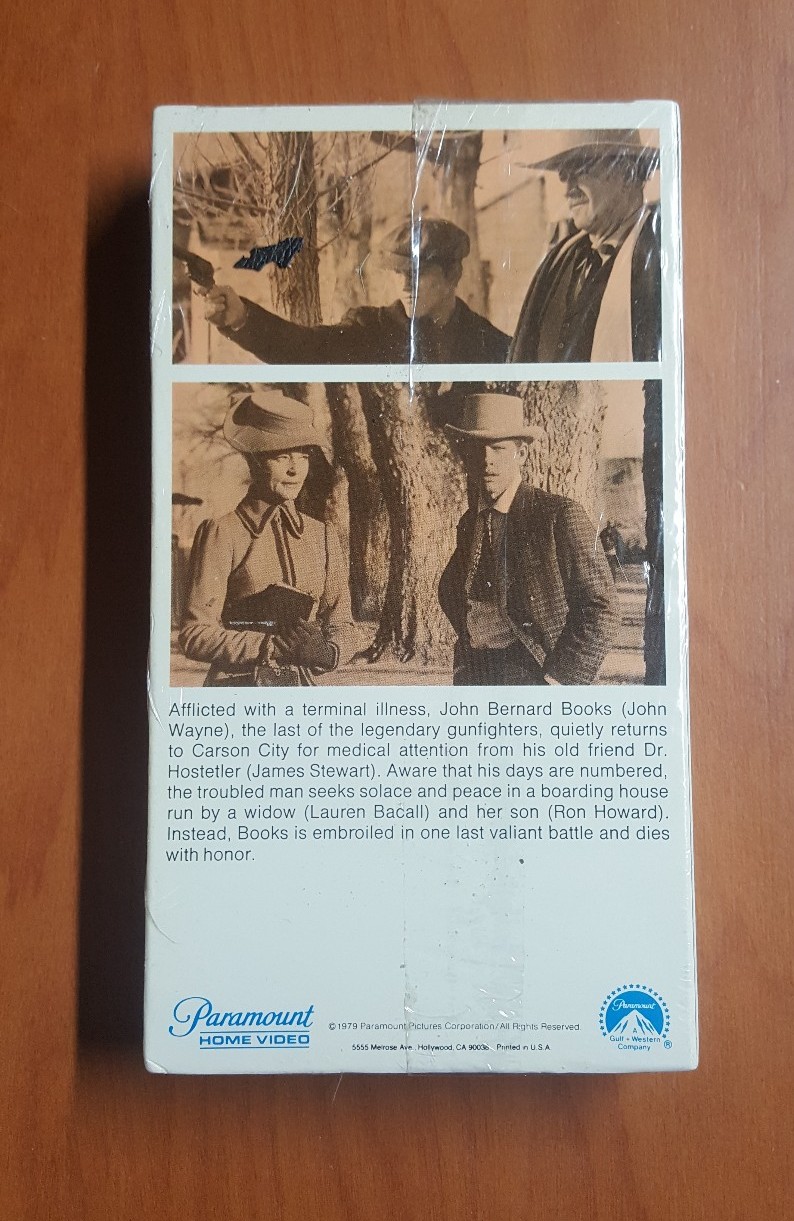 Afflicted with a terminal illness, John Bernard Books (John
Wayne), the last of the legendary gunfighters, quietly returns
to Carson City for medical attention from his old friend Dr.
Hostetler (James Stewart). Aware that his days are numbered,
the troubled man seeks solace and peace in a boarding house
run by a widow (Lauren Bacall) and her son (Ron Howard).
Instead, Books is embroiled in one last valiant battle and dies
with honor.
Paramount
HOME VIDEO
©1979 Paramount Pictures Corporation/All Rights Reserved.
5555 Melrose Ave., Hollywood, CA 90038 Printed in U.S.A.
Paramount
A
Gulf + Western
Company
®